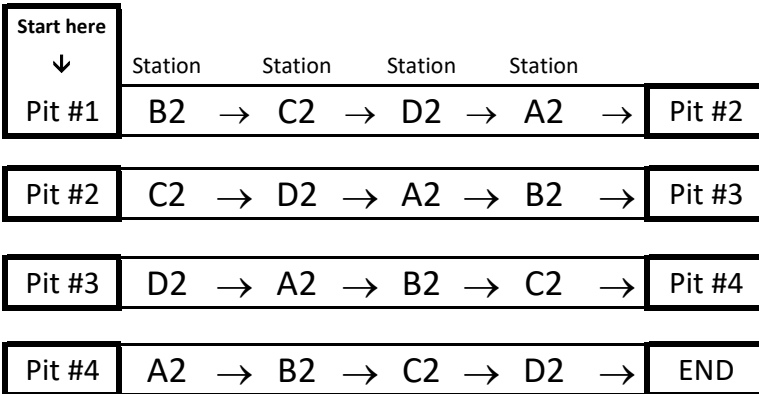 Start here
↓
Station Station Station Station
Pit #1 B2 → C2 → D2 → A2 → Pit #2
Pit #2 C2 → D2 → A2 → B2 → Pit #3
Pit #3 D2 → A2 → B2 → C2 → Pit #4
Pit #4 A2 → B2 → C2 → D2 → END